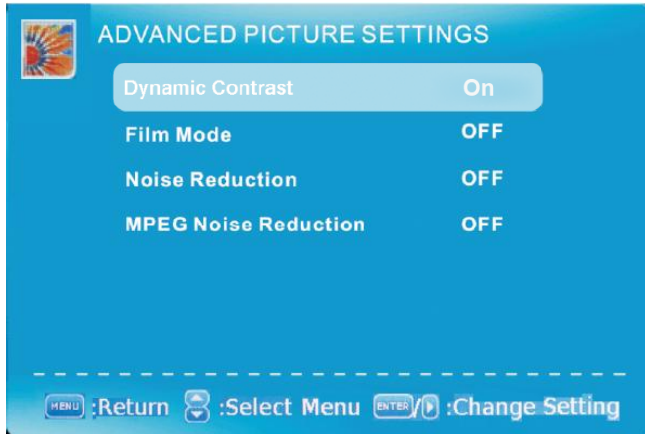 ADVANCED PICTURE SETTINGS
Dynamic Contrast On
Film Mode OFF
Noise Reduction OFF
MPEG Noise Reduction OFF
MENU :Return :Select Menu ENTER/ :Change Setting